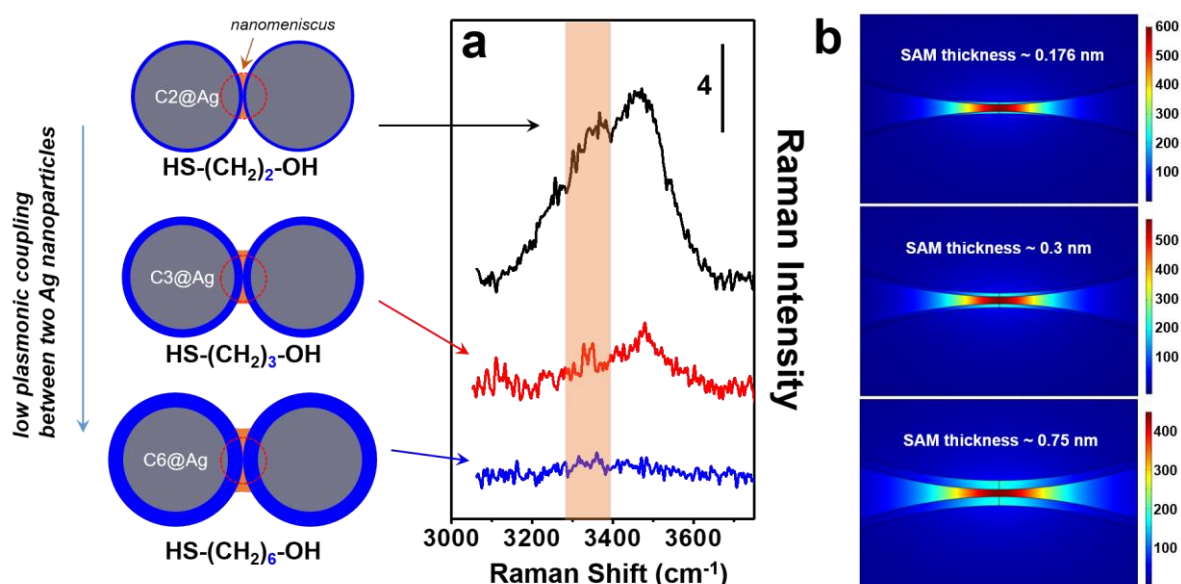 nanomeniscus
C2@Ag
HS-(CH₂)₂-OH
low plasmonic coupling
between two Ag nanoparticles
C3@Ag
HS-(CH₂)₃-OH
C6@Ag
HS-(CH₂)₆-OH
a
4
3000 3200 3400 3600
Raman Shift (cm⁻¹)
Raman Intensity
b
SAM thickness ~ 0.176 nm
600
500
400
300
200
100
SAM thickness ~ 0.3 nm
500
400
300
200
100
SAM thickness ~ 0.75 nm
400
300
200
100